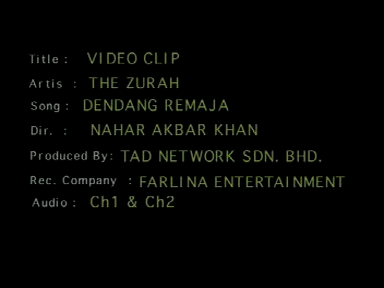 Title : VIDEO CLIP
Artis : THE ZURAH
Song : DENDANG REMAJA
Dir. : NAHAR AKBAR KHAN
Produced By : TAD NETWORK SDN. BHD.
Rec. Company : FARLINA ENTERTAINMENT
Audio : Ch1 & Ch2